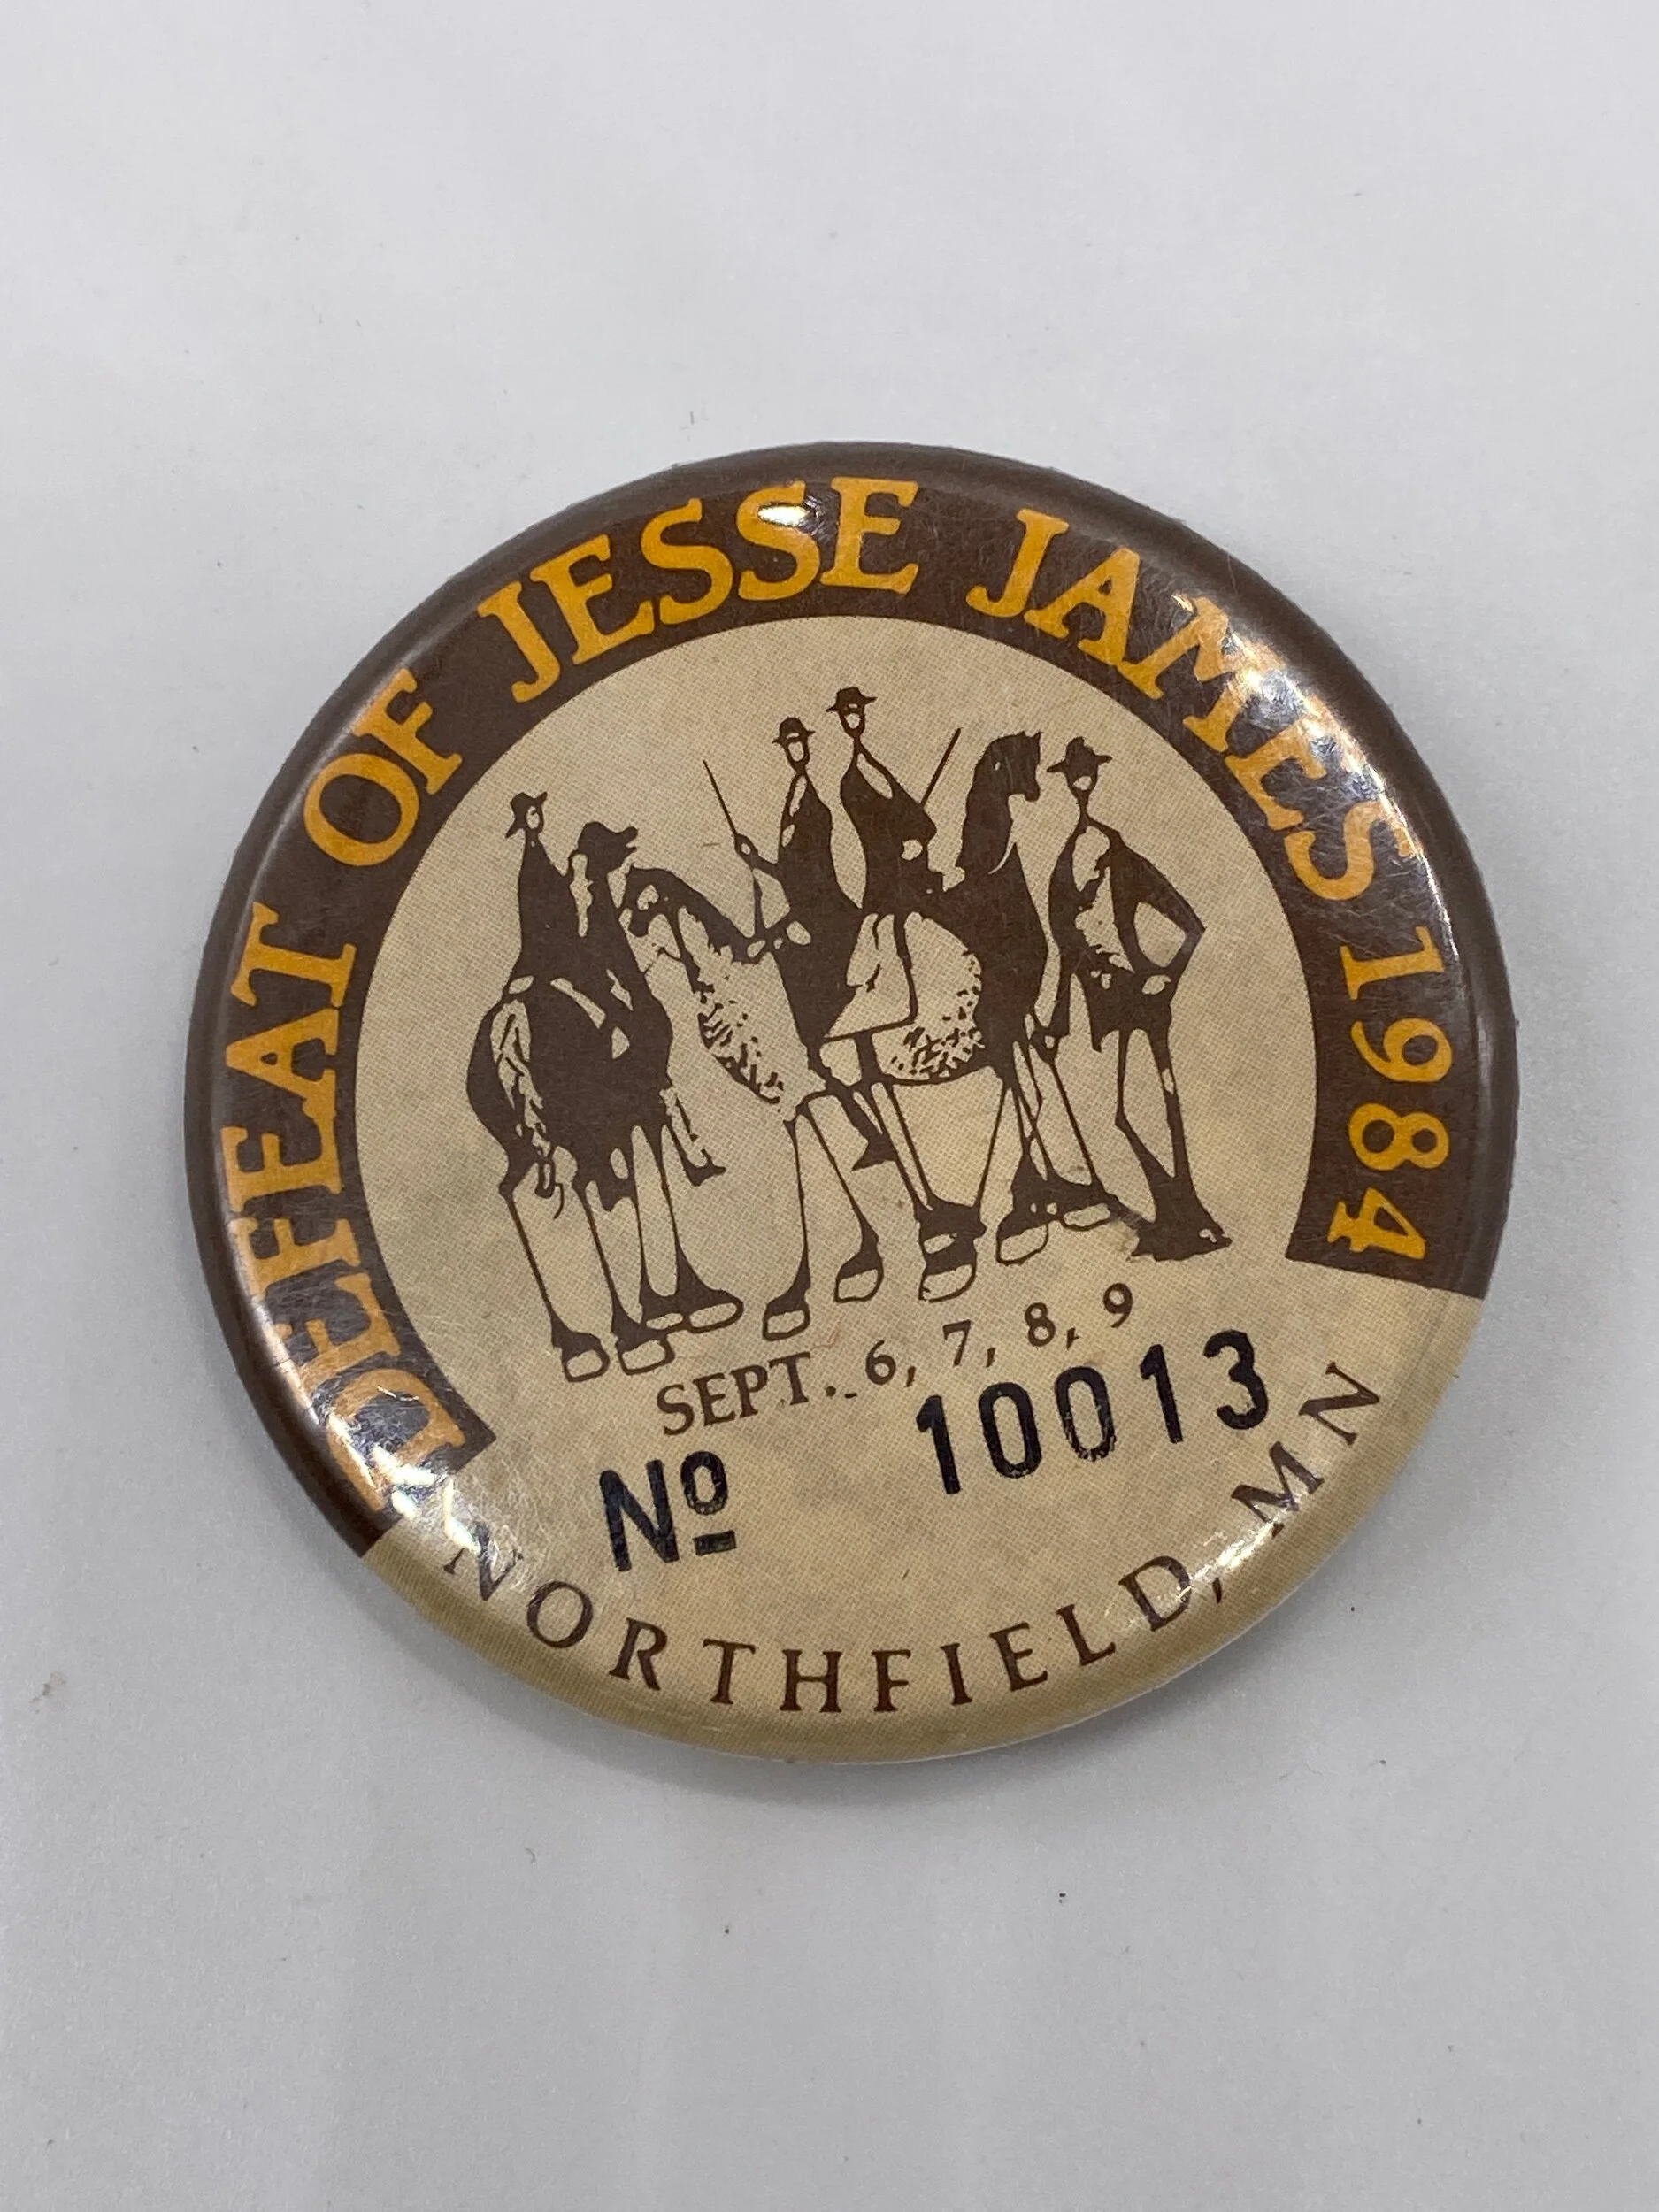 DEFEAT OF JESSE JAMES 1984
SEPT. 6, 7, 8, 9
Nº 10013
NORTHFIELD, MN